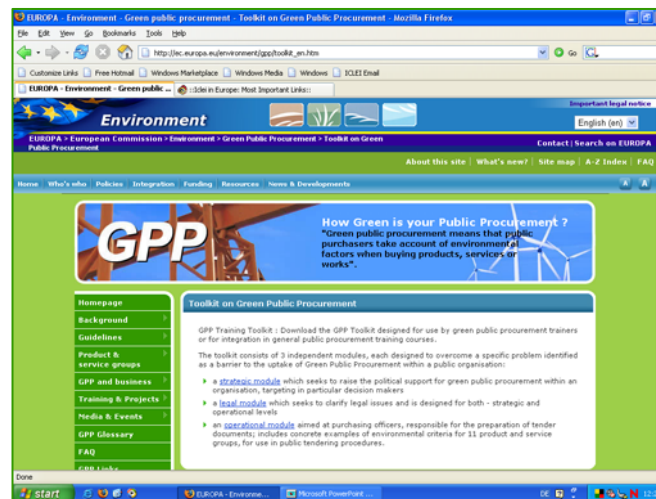 EUROPA - Environment - Green public procurement - Toolkit on Green Public Procurement - Mozilla Firefox
File Edit View Go Bookmarks Tools Help
http://ec.europa.eu/environment/gpp/toolkit_en.htm Go
Customize Links Free Hotmail Windows Marketplace Windows Media Windows ICLEI Email
EUROPA - Environment - Green public ... ::Iclei in Europe: Most Important Links::
Important legal notice
Environment
English (en)
EUROPA > European Commission > Environment > Green Public Procurement > Toolkit on Green
Public Procurement
Contact | Search on EUROPA
About this site | What's new? | Site map | A-Z Index | FAQ
Home Who's who Policies Integration Funding Resources News & Developments A A
GPP
How Green is your Public Procurement ?
"Green public procurement means that public
purchasers take account of environmental
factors when buying products, services or
works".
Homepage
Background
Guidelines
Product &
service groups
GPP and business
Training & Projects
Media & Events
GPP Glossary
FAQ
GPP Links
Toolkit on Green Public Procurement
GPP Training Toolkit : Download the GPP Toolkit designed for use by green public procurement trainers
or for integration in general public procurement training courses.
The toolkit consists of 3 independent modules, each designed to overcome a specific problem identified
as a barrier to the uptake of Green Public Procurement within a public organisation:
a strategic module which seeks to raise the political support for green public procurement within an
organisation, targeting in particular decision makers
a legal module which seeks to clarify legal issues and is designed for both - strategic and
operational levels
an operational module aimed at purchasing officers, responsible for the preparation of tender
documents; includes concrete examples of environmental criteria for 11 product and service
groups, for use in public tendering procedures.
Done
start EUROPA - Environme... Microsoft PowerPoint ... DE